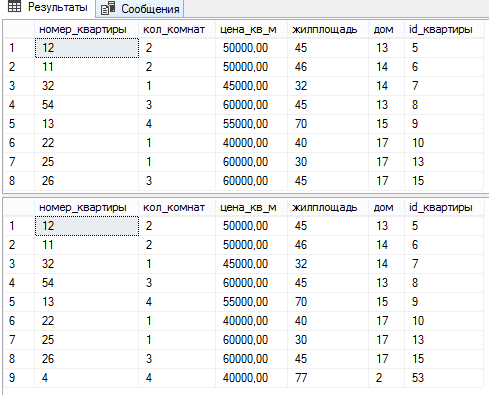 Результаты Сообщения
номер_квартиры кол_комнат цена_кв_м жилплощадь дом id_квартиры
1 12 2 50000,00 45 13 5
2 11 2 50000,00 46 14 6
3 32 1 45000,00 32 14 7
4 54 3 60000,00 45 13 8
5 13 4 55000,00 70 15 9
6 22 1 40000,00 40 17 10
7 25 1 60000,00 30 17 13
8 26 3 60000,00 45 17 15
номер_квартиры кол_комнат цена_кв_м жилплощадь дом id_квартиры
1 12 2 50000,00 45 13 5
2 11 2 50000,00 46 14 6
3 32 1 45000,00 32 14 7
4 54 3 60000,00 45 13 8
5 13 4 55000,00 70 15 9
6 22 1 40000,00 40 17 10
7 25 1 60000,00 30 17 13
8 26 3 60000,00 45 17 15
9 4 4 40000,00 77 2 53